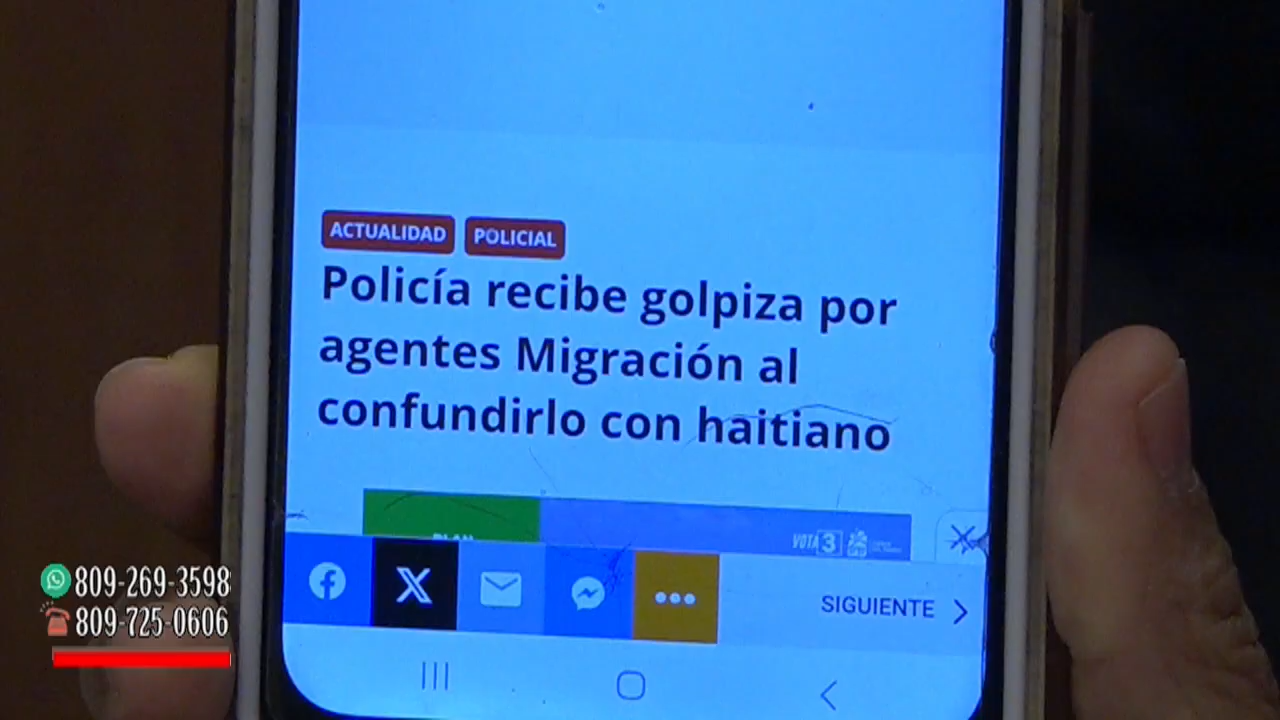 ACTUALIDAD POLICIAL
Policía recibe golpiza por
agentes Migración al
confundirlo con haitiano
VOTA 3
SIGUIENTE
809-269-3598
809-725-0606